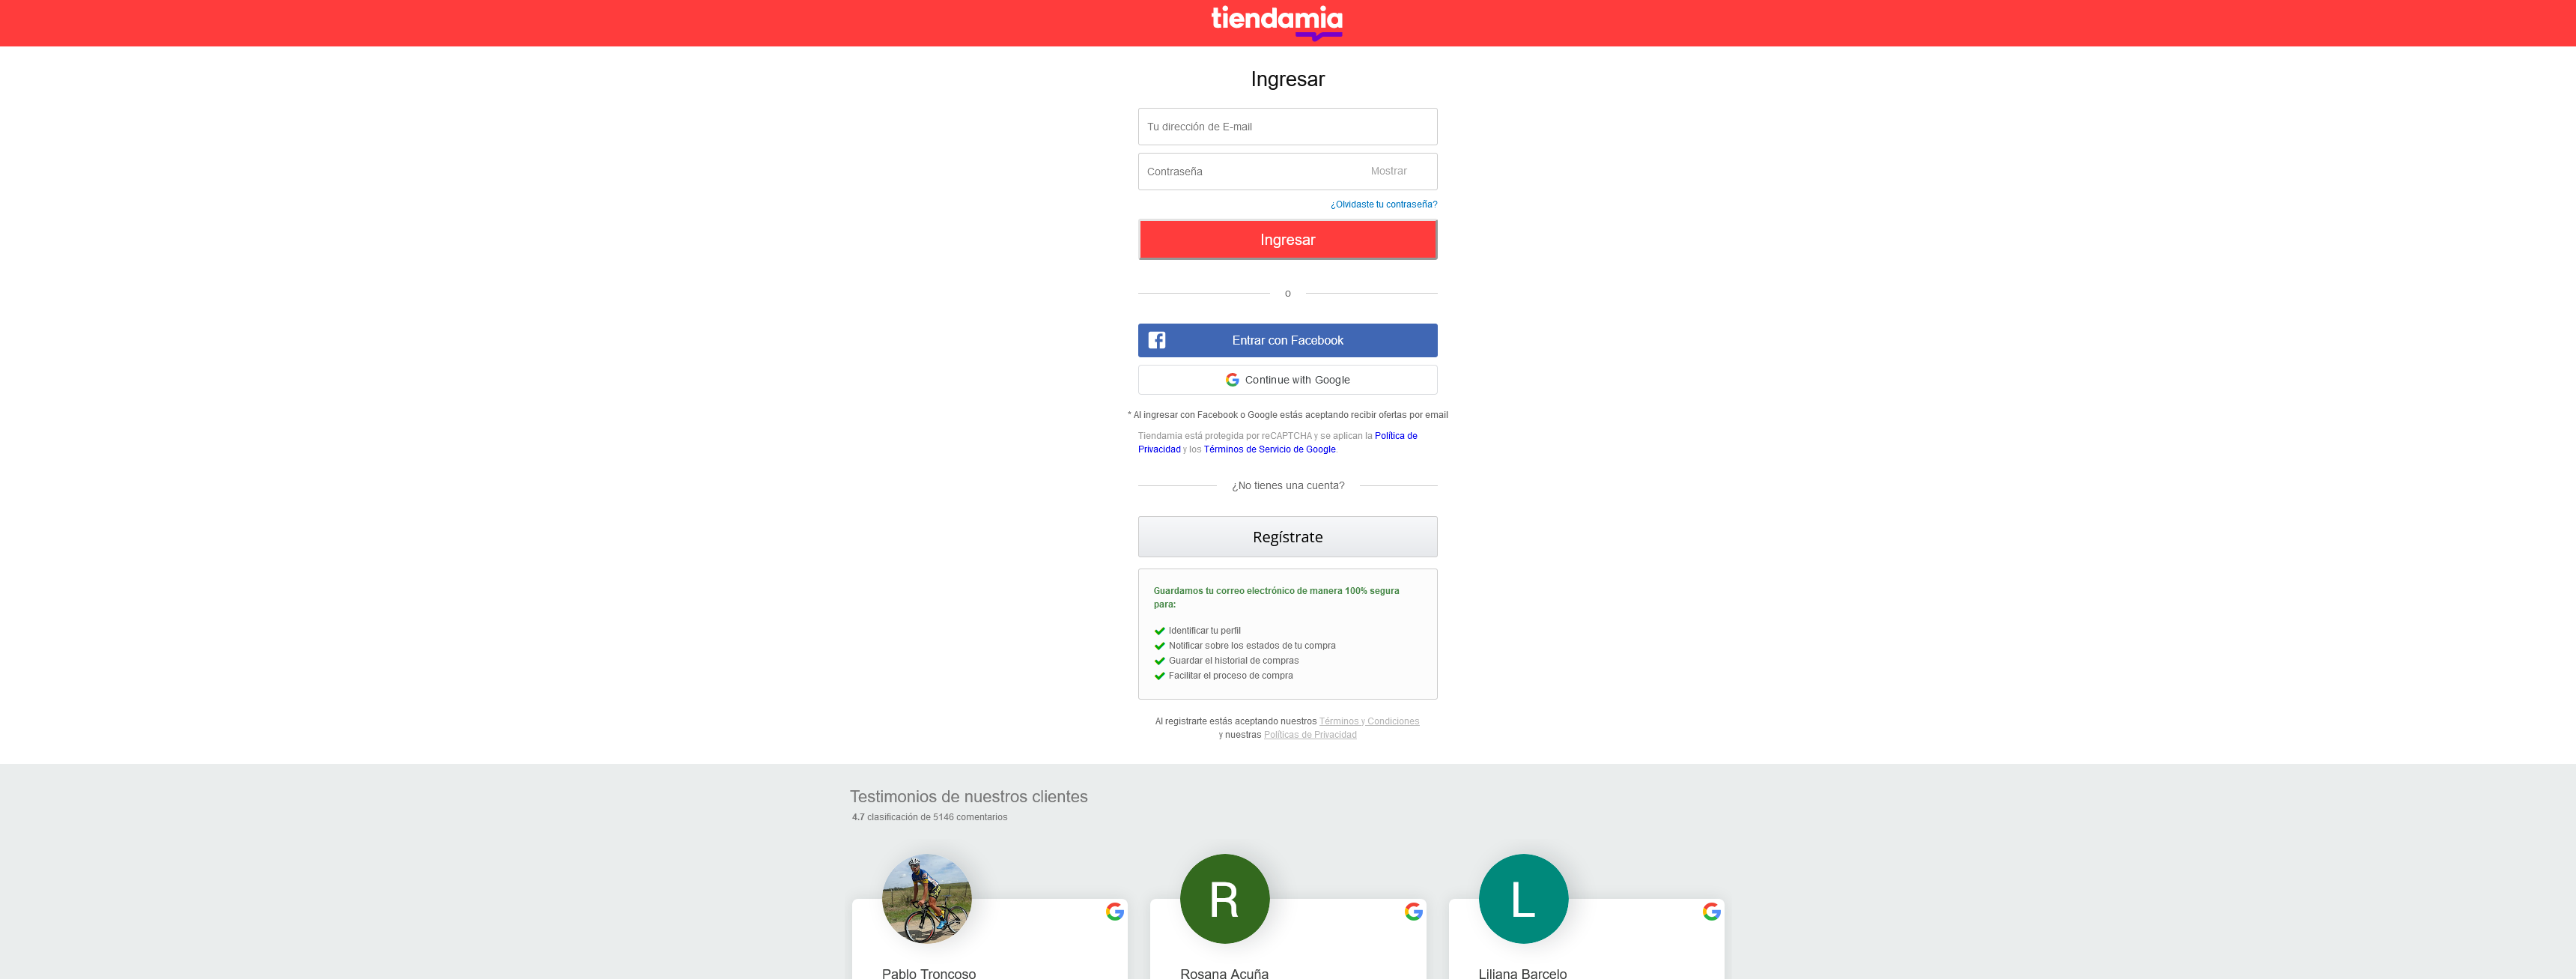 tiendamia
Ingresar
Tu dirección de E-mail
Contraseña
Mostrar
¿Olvidaste tu contraseña?
Ingresar
o
Entrar con Facebook
Continue with Google
* Al ingresar con Facebook o Google estás aceptando recibir ofertas por email
Tiendamia está protegida por reCAPTCHA y se aplican la Política de
Privacidad y los Términos de Servicio de Google
¿No tienes una cuenta?
Regístrate
Guardamos tu correo electrónico de manera 100% segura
para:
Identificar tu perfil
Notificar sobre los estados de tu compra
Guardar el historial de compras
Facilitar el proceso de compra
Al registrarte estás aceptando nuestros Términos y Condiciones
y nuestras Políticas de Privacidad
Testimonios de nuestros clientes
4.7 clasificación de 5146 comentarios
R
L
Pablo Troncoso
Rosana Acuña
Liliana Barcelo